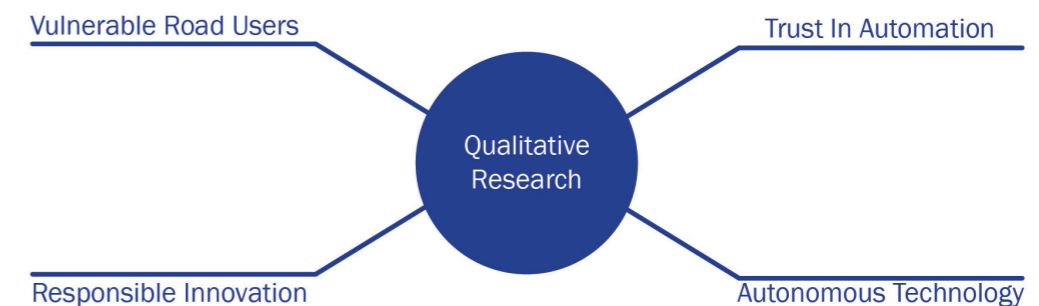 Vulnerable Road Users
Trust In Automation
Qualitative
Research
Responsible Innovation
Autonomous Technology